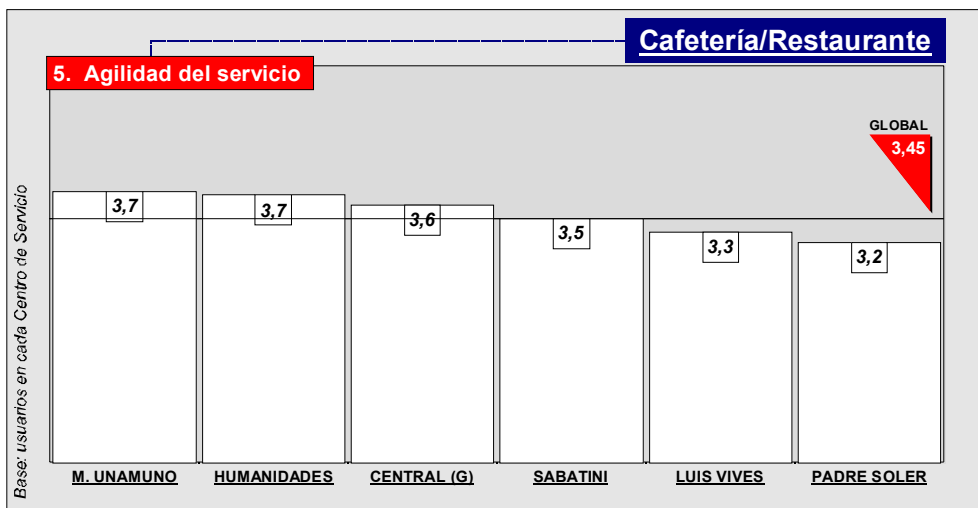 Cafetería/Restaurante
5. Agilidad del servicio
GLOBAL
3,45
3,7
3,7
3,6
3,5
3,3
3,2
Base: usuarios en cada Centro de Servicio
M. UNAMUNO
HUMANIDADES
CENTRAL (G)
SABATINI
LUIS VIVES
PADRE SOLER